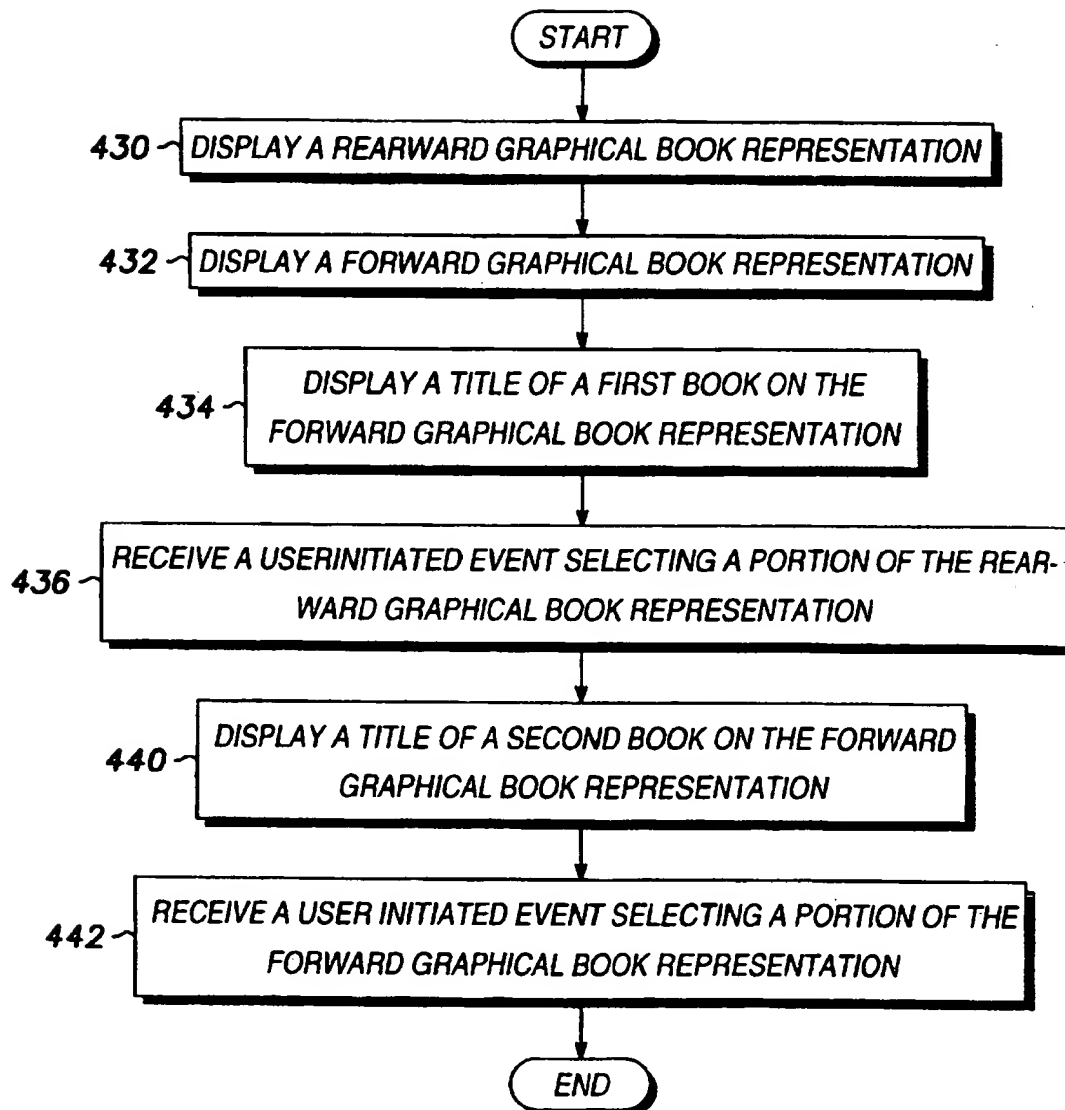 START
430 DISPLAY A REARWARD GRAPHICAL BOOK REPRESENTATION
432 DISPLAY A FORWARD GRAPHICAL BOOK REPRESENTATION
DISPLAY A TITLE OF A FIRST BOOK ON THE
434
FORWARD GRAPHICAL BOOK REPRESENTATION
RECEIVE A USERINITIATED EVENT SELECTING A PORTION OF THE REAR-
436
WARD GRAPHICAL BOOK REPRESENTATION
DISPLAY A TITLE OF A SECOND BOOK ON THE FORWARD
440
GRAPHICAL BOOK REPRESENTATION
RECEIVE A USER INITIATED EVENT SELECTING A PORTION OF THE
442
FORWARD GRAPHICAL BOOK REPRESENTATION
END